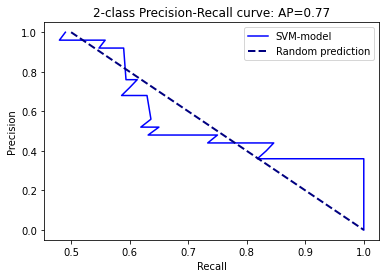 2-class Precision-Recall curve: AP=0.77
SVM-model
Random prediction
Precision
1.0
0.8
0.6
0.4
0.2
0.0
0.5 0.6 0.7 0.8 0.9 1.0
Recall